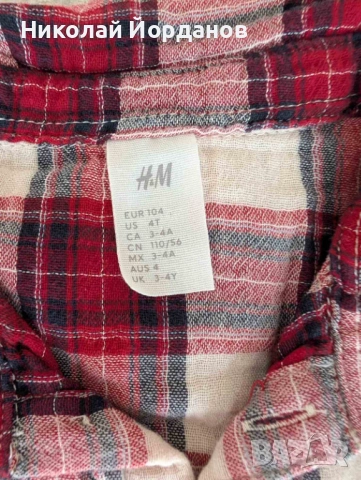 Николай Йорданов
H&M
EUR 104
US 4T
CA 3-4A
CN 110/56
MX 3-4A
AUS 4
UK 3-4Y
BAZAR